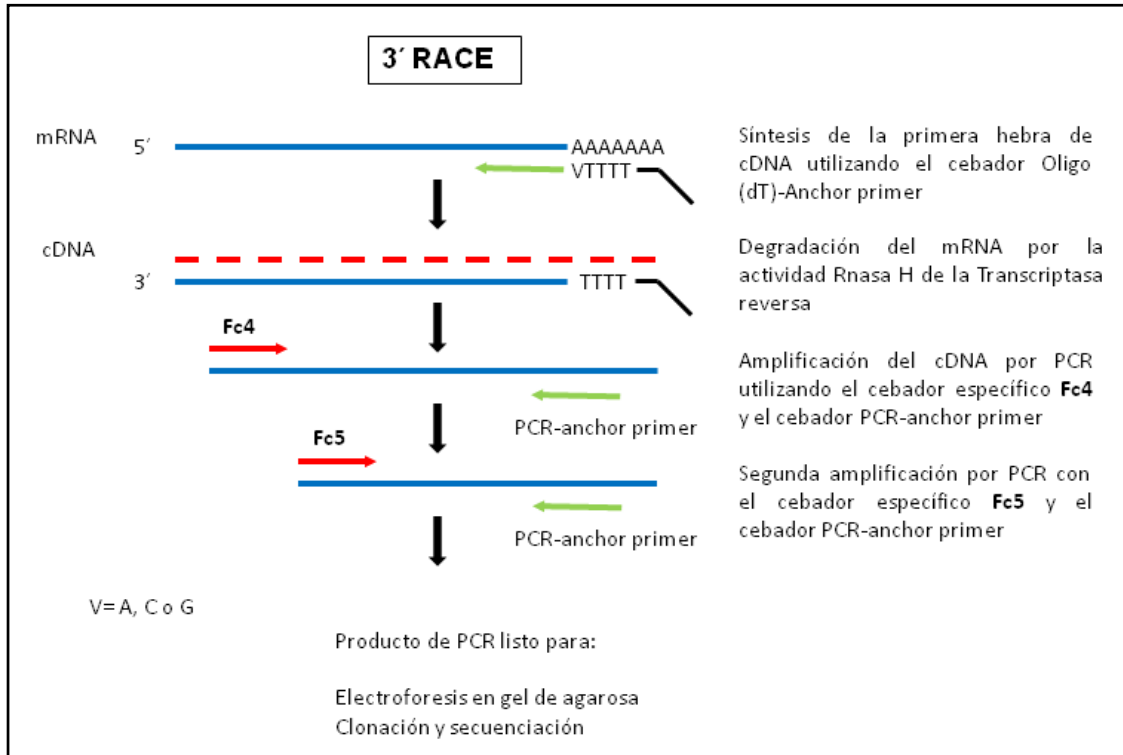 3´ RACE
mRNA
5´
AAAAAAA
VTTTT
Síntesis de la primera hebra de
cDNA utilizando el cebador Oligo
(dT)-Anchor primer
cDNA
3´
TTTT
Degradación del mRNA por la
actividad Rnasa H de la Transcriptasa
reversa
Fc4
PCR-anchor primer
Amplificación del cDNA por PCR
utilizando el cebador específico Fc4
y el cebador PCR-anchor primer
Fc5
PCR-anchor primer
Segunda amplificación por PCR con
el cebador específico Fc5 y el
cebador PCR-anchor primer
V= A, C o G
Producto de PCR listo para:
Electroforesis en gel de agarosa
Clonación y secuenciación